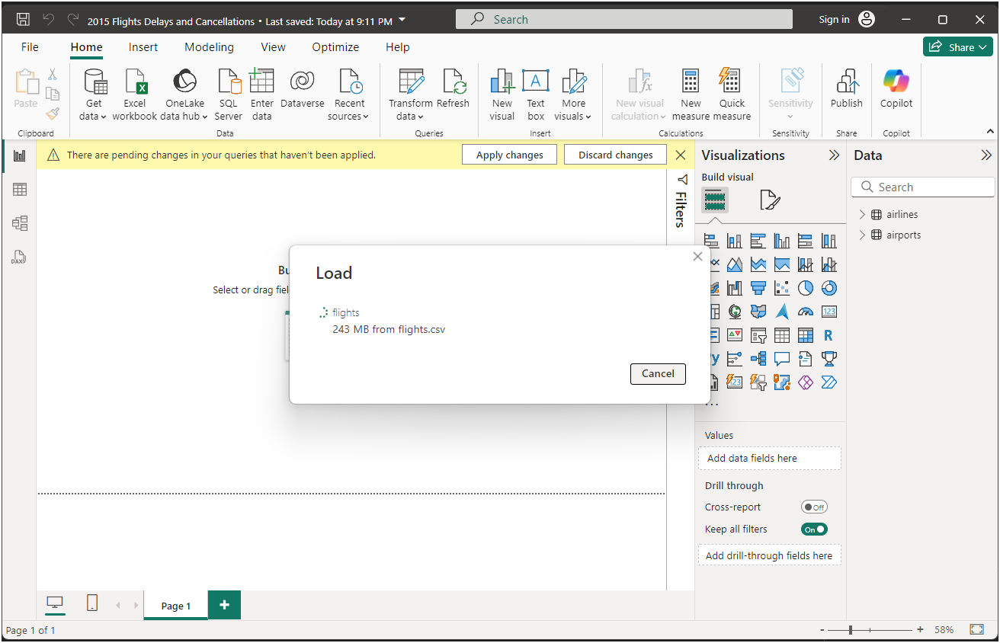 2015 Flights Delays and Cancellations • Last saved: Today at 9:11 PM
Search
Sign in
File
Home
Insert
Modeling
View
Optimize
Help
Share
Paste
Get data
Excel workbook
OneLake data hub
SQL Server
Enter data
Dataverse
Recent sources
Transform data
Refresh
New visual
Text box
More visuals
New visual calculation
New measure
Quick measure
Sensitivity
Publish
Copilot
Clipboard
Data
Queries
Insert
Calculations
Sensitivity
Share
Copilot
There are pending changes in your queries that haven't been applied.
Apply changes
Discard changes
Visualizations
Data
Build visual
Search
Filters
airlines
airports
Bu
Select or drag fiel
Load
flights
243 MB from flights.csv
Cancel
Values
Add data fields here
Drill through
Cross-report
Off
Keep all filters
On
Add drill-through fields here
Page 1
Page 1 of 1
- + 58%
DAX
123
R
y
123
A
fx